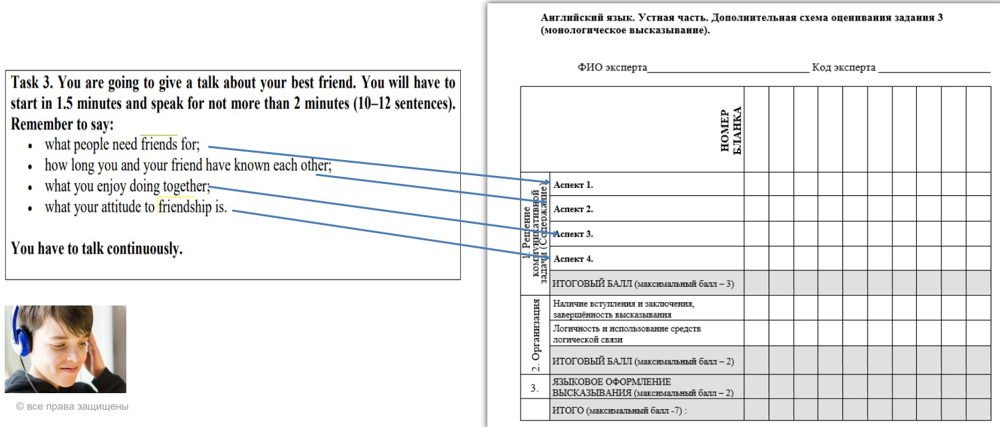 Task 3. You are going to give a talk about your best friend. You will have to
start in 1.5 minutes and speak for not more than 2 minutes (10–12 sentences).
Remember to say:
• what people need friends for;
• how long you and your friend have known each other;
• what you enjoy doing together;
• what your attitude to friendship is.
You have to talk continuously.
© все права защищены
Английский язык. Устная часть. Дополнительная схема оценивания задания 3
(монологическое высказывание).
ФИО эксперта______________________________ Код эксперта ____________________
НОМЕР
БЛАНКА
1. Решение
коммуникативной
задачи (Содержание)
Аспект 1.
Аспект 2.
Аспект 3.
Аспект 4.
ИТОГОВЫЙ БАЛЛ (максимальный балл – 3)
2. Организация
Наличие вступления и заключения,
завершённость высказывания
Логичность и использование средств
логической связи
ИТОГОВЫЙ БАЛЛ (максимальный балл – 2)
3.
ЯЗЫКОВОЕ ОФОРМЛЕНИЕ
ВЫСКАЗЫВАНИЯ (максимальный балл – 2)
ИТОГО (максимальный балл -7) :